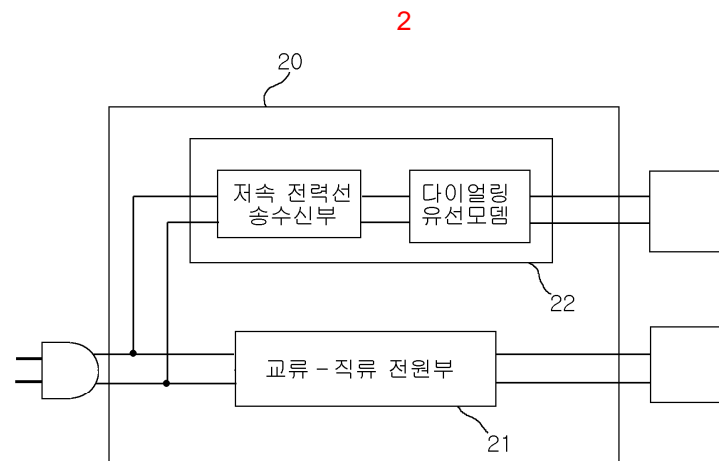 2
20
저속 전력선
송수신부
다이얼링
유선모뎀
22
교류 – 직류 전원부
21